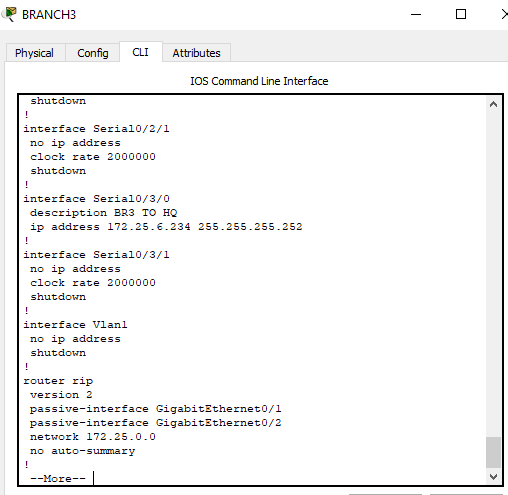 BRANCH3
Physical Config CLI Attributes
IOS Command Line Interface
shutdown
!
interface Serial0/2/1
no ip address
clock rate 2000000
shutdown
!
interface Serial0/3/0
description BR3 TO HQ
ip address 172.25.6.234 255.255.255.252
!
interface Serial0/3/1
no ip address
clock rate 2000000
shutdown
!
interface Vlan1
no ip address
shutdown
!
router rip
version 2
passive-interface GigabitEthernet0/1
passive-interface GigabitEthernet0/2
network 172.25.0.0
no auto-summary
!
--More--